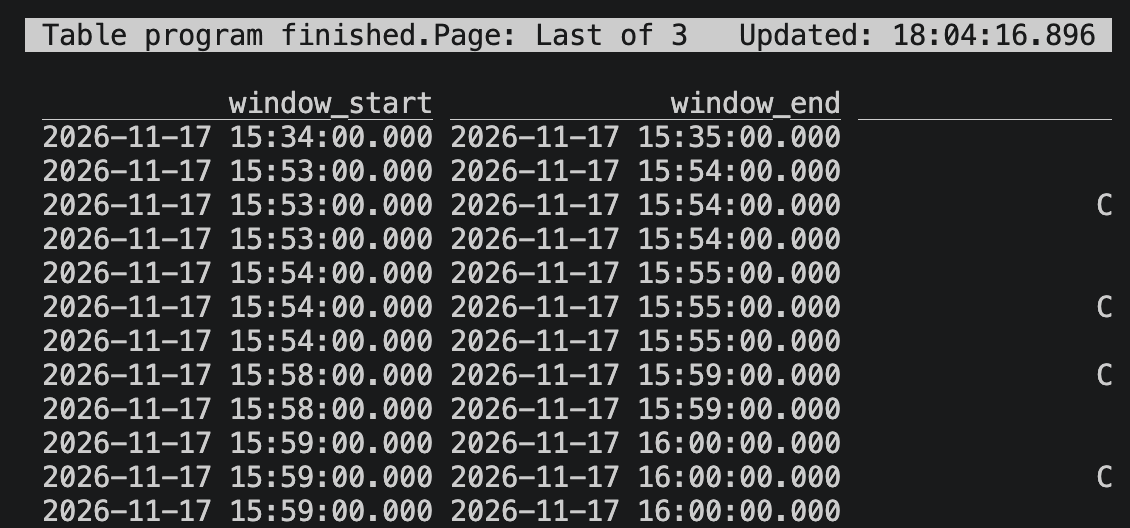 Table program finished.Page: Last of 3 Updated: 18:04:16.896
window_start window_end
2026-11-17 15:34:00.000 2026-11-17 15:35:00.000
2026-11-17 15:53:00.000 2026-11-17 15:54:00.000
2026-11-17 15:53:00.000 2026-11-17 15:54:00.000 C
2026-11-17 15:53:00.000 2026-11-17 15:54:00.000
2026-11-17 15:54:00.000 2026-11-17 15:55:00.000
2026-11-17 15:54:00.000 2026-11-17 15:55:00.000 C
2026-11-17 15:54:00.000 2026-11-17 15:55:00.000
2026-11-17 15:58:00.000 2026-11-17 15:59:00.000 C
2026-11-17 15:58:00.000 2026-11-17 15:59:00.000
2026-11-17 15:59:00.000 2026-11-17 16:00:00.000
2026-11-17 15:59:00.000 2026-11-17 16:00:00.000 C
2026-11-17 15:59:00.000 2026-11-17 16:00:00.000